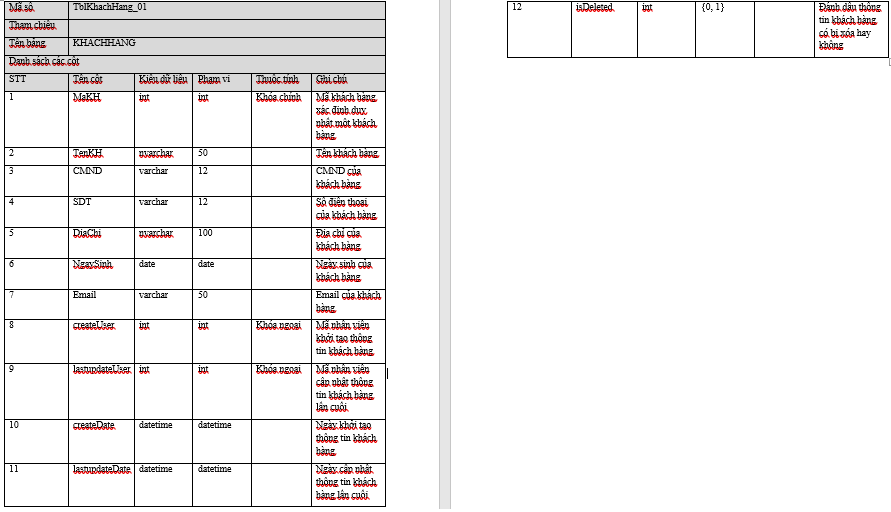 Mã số TblKhachHang_01
Tham chiếu
Tên bảng KHACHHANG
Danh sách các cột
STT Tên cột Kiểu dữ liệu Phạm vi Thuộc tính Ghi chú
1 MaKH int int Khóa chính Mã khách hàng
xác định duy
nhất một khách
hàng
2 TenKH nvarchar 50 Tên khách hàng
3 CMND varchar 12 CMND của
khách hàng
4 SDT varchar 12 Số điện thoại
của khách hàng
5 DiaChi nvarchar 100 Địa chỉ của
khách hàng
6 NgaySinh date date Ngày sinh của
khách hàng
7 Email varchar 50 Email của khách
hàng
8 createUser int int Khóa ngoại Mã nhân viên
khởi tạo thông
tin khách hàng
9 lastupdateUser int int Khóa ngoại Mã nhân viên
cập nhật thông
tin khách hàng
lần cuối
10 createDate datetime datetime Ngày khởi tạo
thông tin khách
hàng
11 lastupdateDate datetime datetime Ngày cập nhật
thông tin khách
hàng lần cuối
12 isDeleted int {0, 1} Đánh dấu thông
tin khách hàng
có bị xóa hay
không